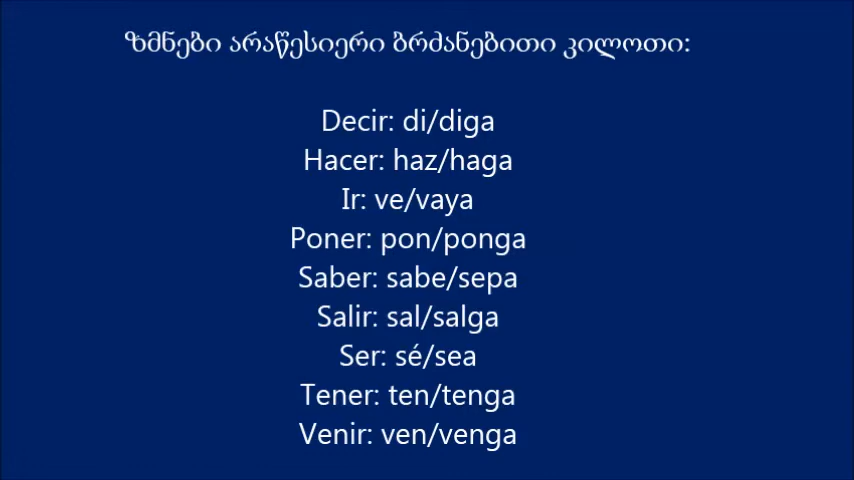 ზმნები არაწესიერი ბრძანებითი კილოთი:
Decir: di/diga
Hacer: haz/haga
Ir: ve/vaya
Poner: pon/ponga
Saber: sabe/sepa
Salir: sal/salga
Ser: sé/sea
Tener: ten/tenga
Venir: ven/venga